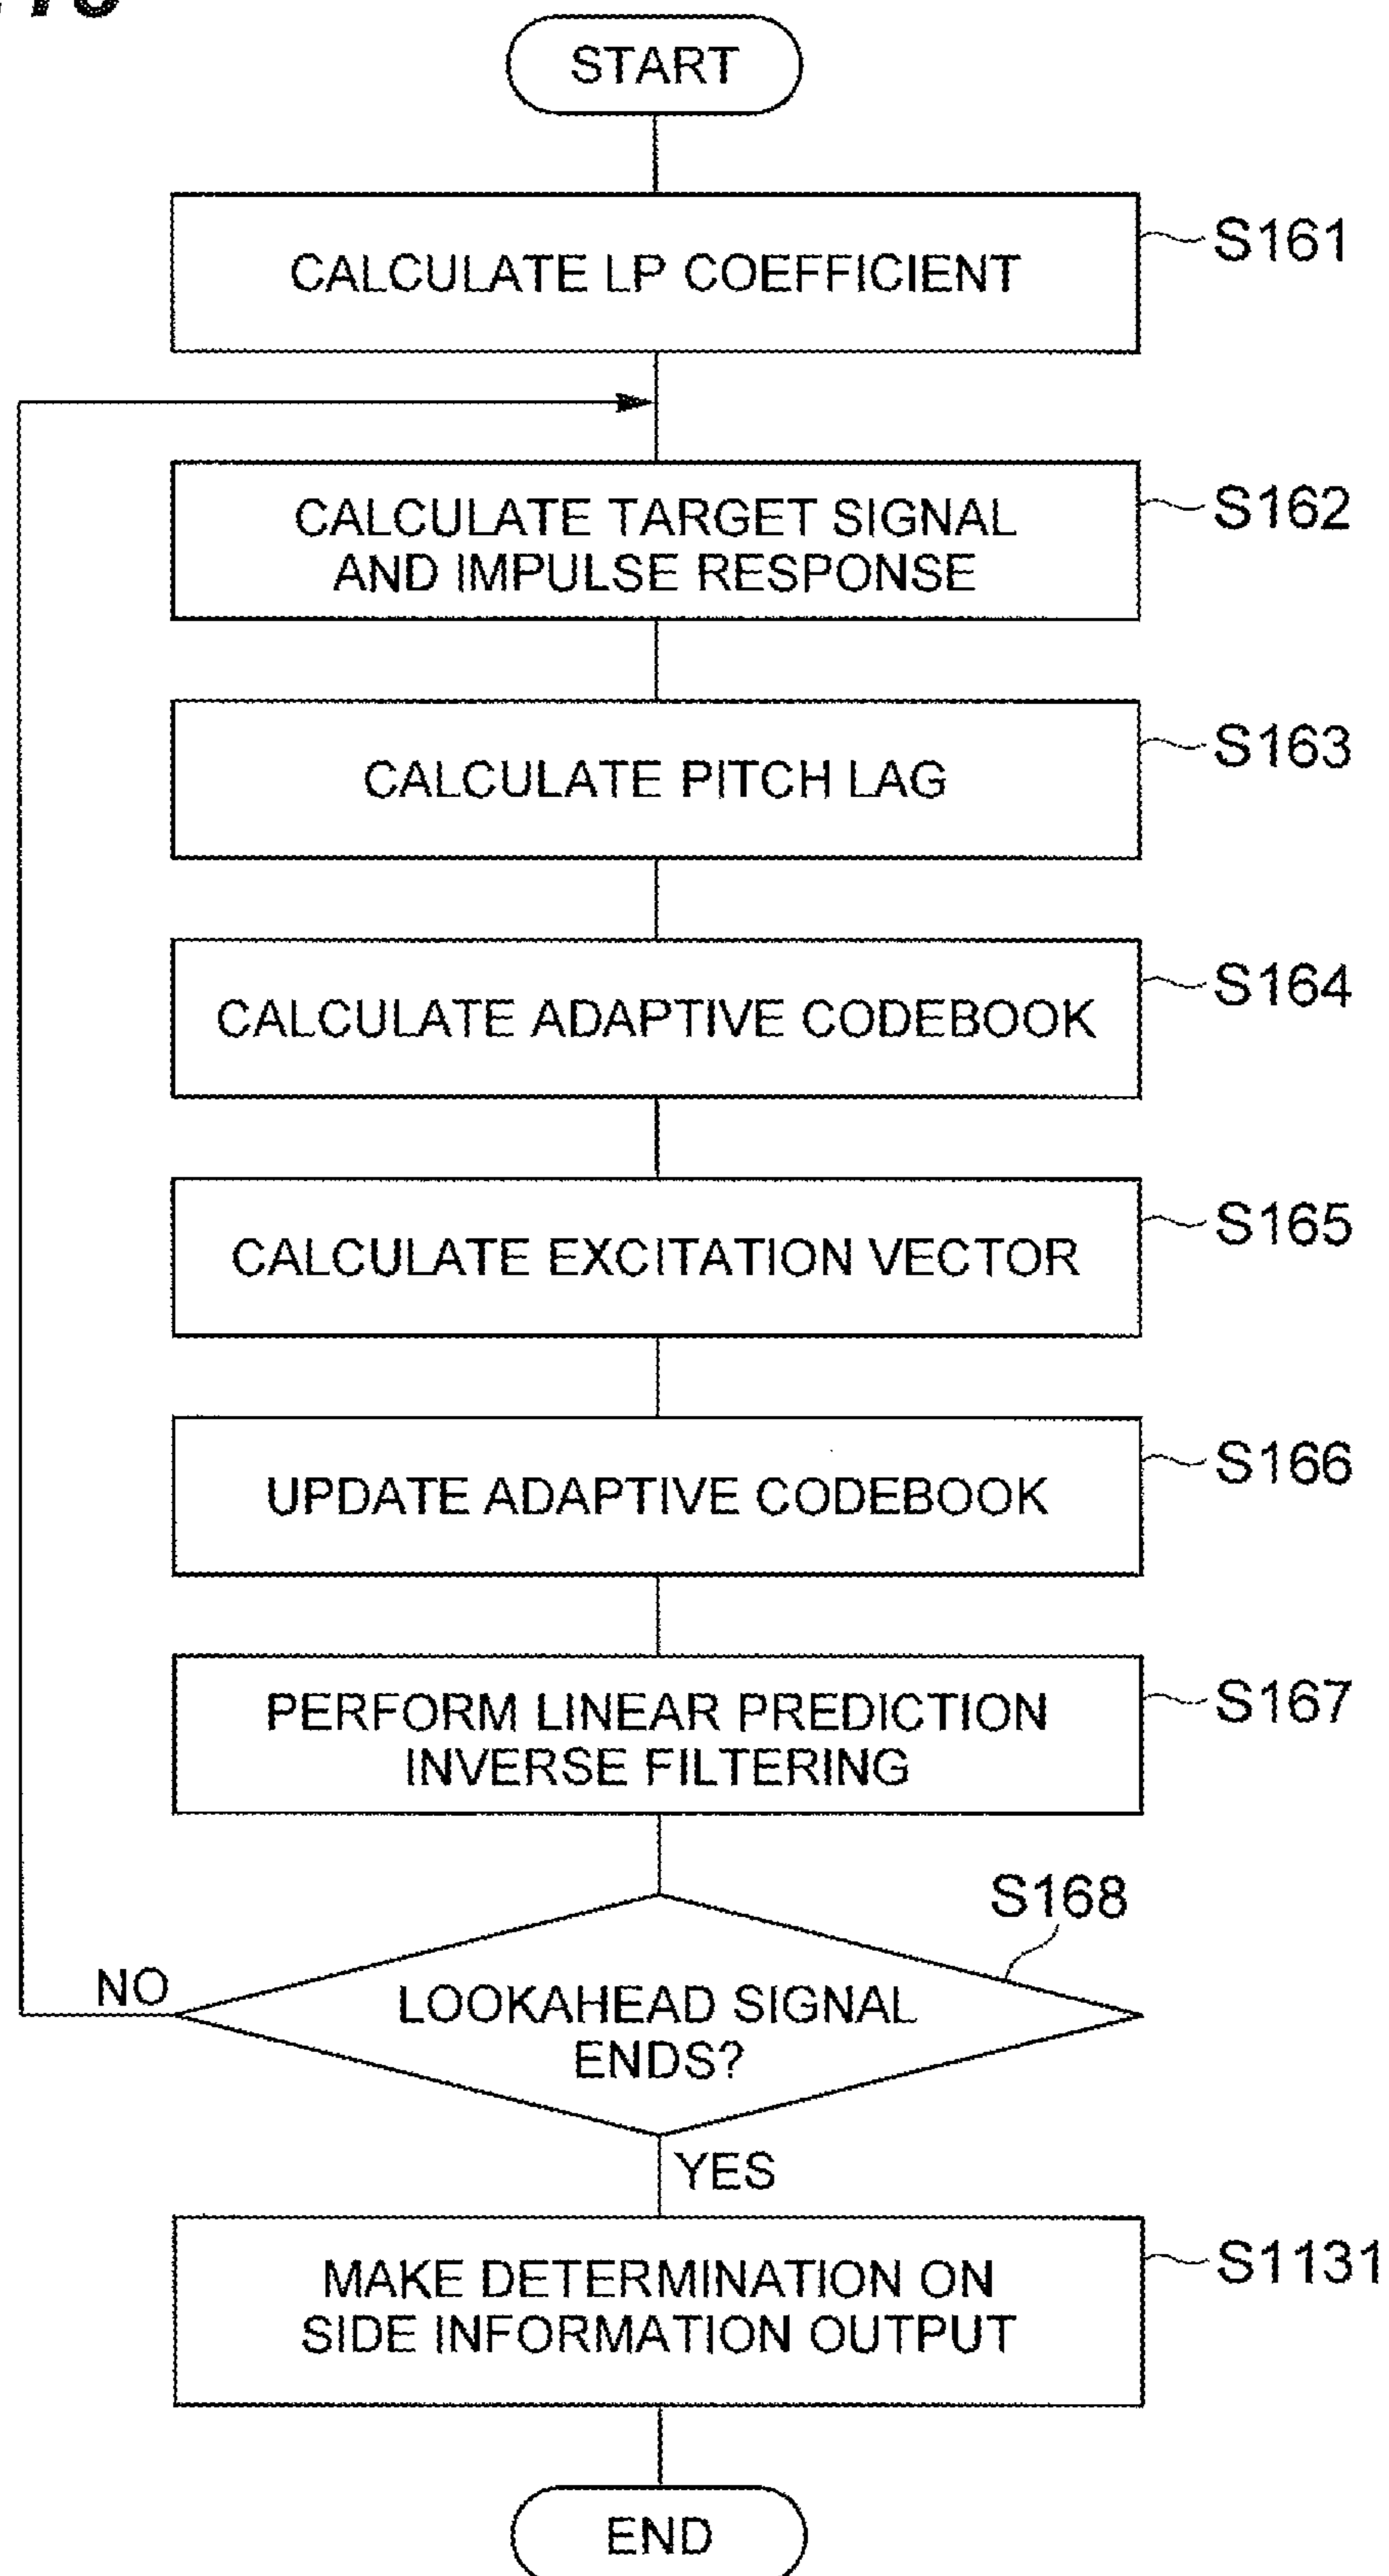 START
CALCULATE LP COEFFICIENT
S161
CALCULATE TARGET SIGNAL
AND IMPULSE RESPONSE
S162
CALCULATE PITCH LAG
S163
CALCULATE ADAPTIVE CODEBOOK
S164
CALCULATE EXCITATION VECTOR
S165
UPDATE ADAPTIVE CODEBOOK
S166
PERFORM LINEAR PREDICTION
INVERSE FILTERING
S167
S168
NO
LOOKAHEAD SIGNAL
ENDS?
YES
MAKE DETERMINATION ON
SIDE INFORMATION OUTPUT
S1131
END